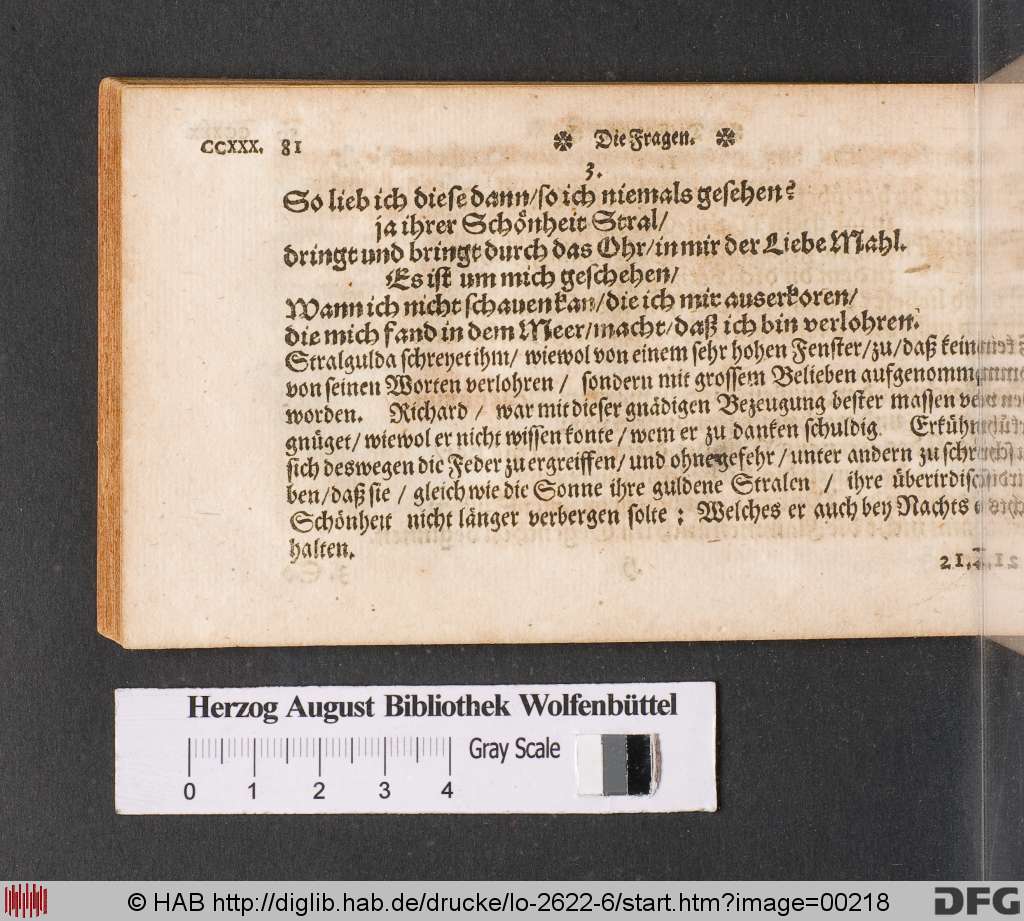 CCXXX. 81 Die Fragen.
3.
So lieb ich diese dann/so ich niemals gesehen?
ja ihrer Schönheit Stral/
dringt und bringt durch das Ohr/in mir der Liebe Mahl.
Es ist um mich geschehen/
Wann ich nicht schauen kan/die ich mir auserkoren/
die mich fand in dem Meer/macht/daß ich bin verlohren.
Stralgulda schreyet ihm/ wiewol von einem sehr hohen Fenster/zu/daß kein
von seinen Worten verlohren / sondern mit grossem Belieben aufgenommen
worden. Richard / war mit dieser gnädigen Bezeugung bester massen
gnüget/wiewol er nicht wissen konte/wem er zu danken schuldig. Erkühn
sich deswegen die Feder zu ergreiffen/und ohnegefehr/unter andern zu schrei
ben/daß sie / gleich wie die Sonne ihre guldene Stralen / ihre überirdisch
Schönheit nicht länger verbergen solte: Welches er auch bey Nachts
halten.
21.
Herzog August Bibliothek Wolfenbüttel
0 1 2 3 4 Gray Scale
© HAB http://diglib.hab.de/drucke/lo-2622-6/start.htm?image=00218 DFG